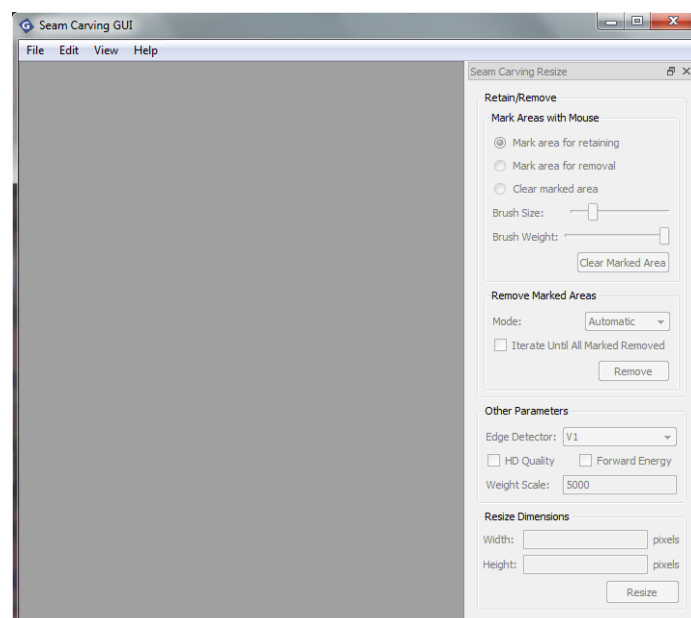 Seam Carving GUI
File Edit View Help
Seam Carving Resize
Retain/Remove
Mark Areas with Mouse
Mark area for retaining
Mark area for removal
Clear marked area
Brush Size:
Brush Weight:
Clear Marked Area
Remove Marked Areas
Mode: Automatic
Iterate Until All Marked Removed
Remove
Other Parameters
Edge Detector: V1
HD Quality Forward Energy
Weight Scale: 5000
Resize Dimensions
Width: pixels
Height: pixels
Resize